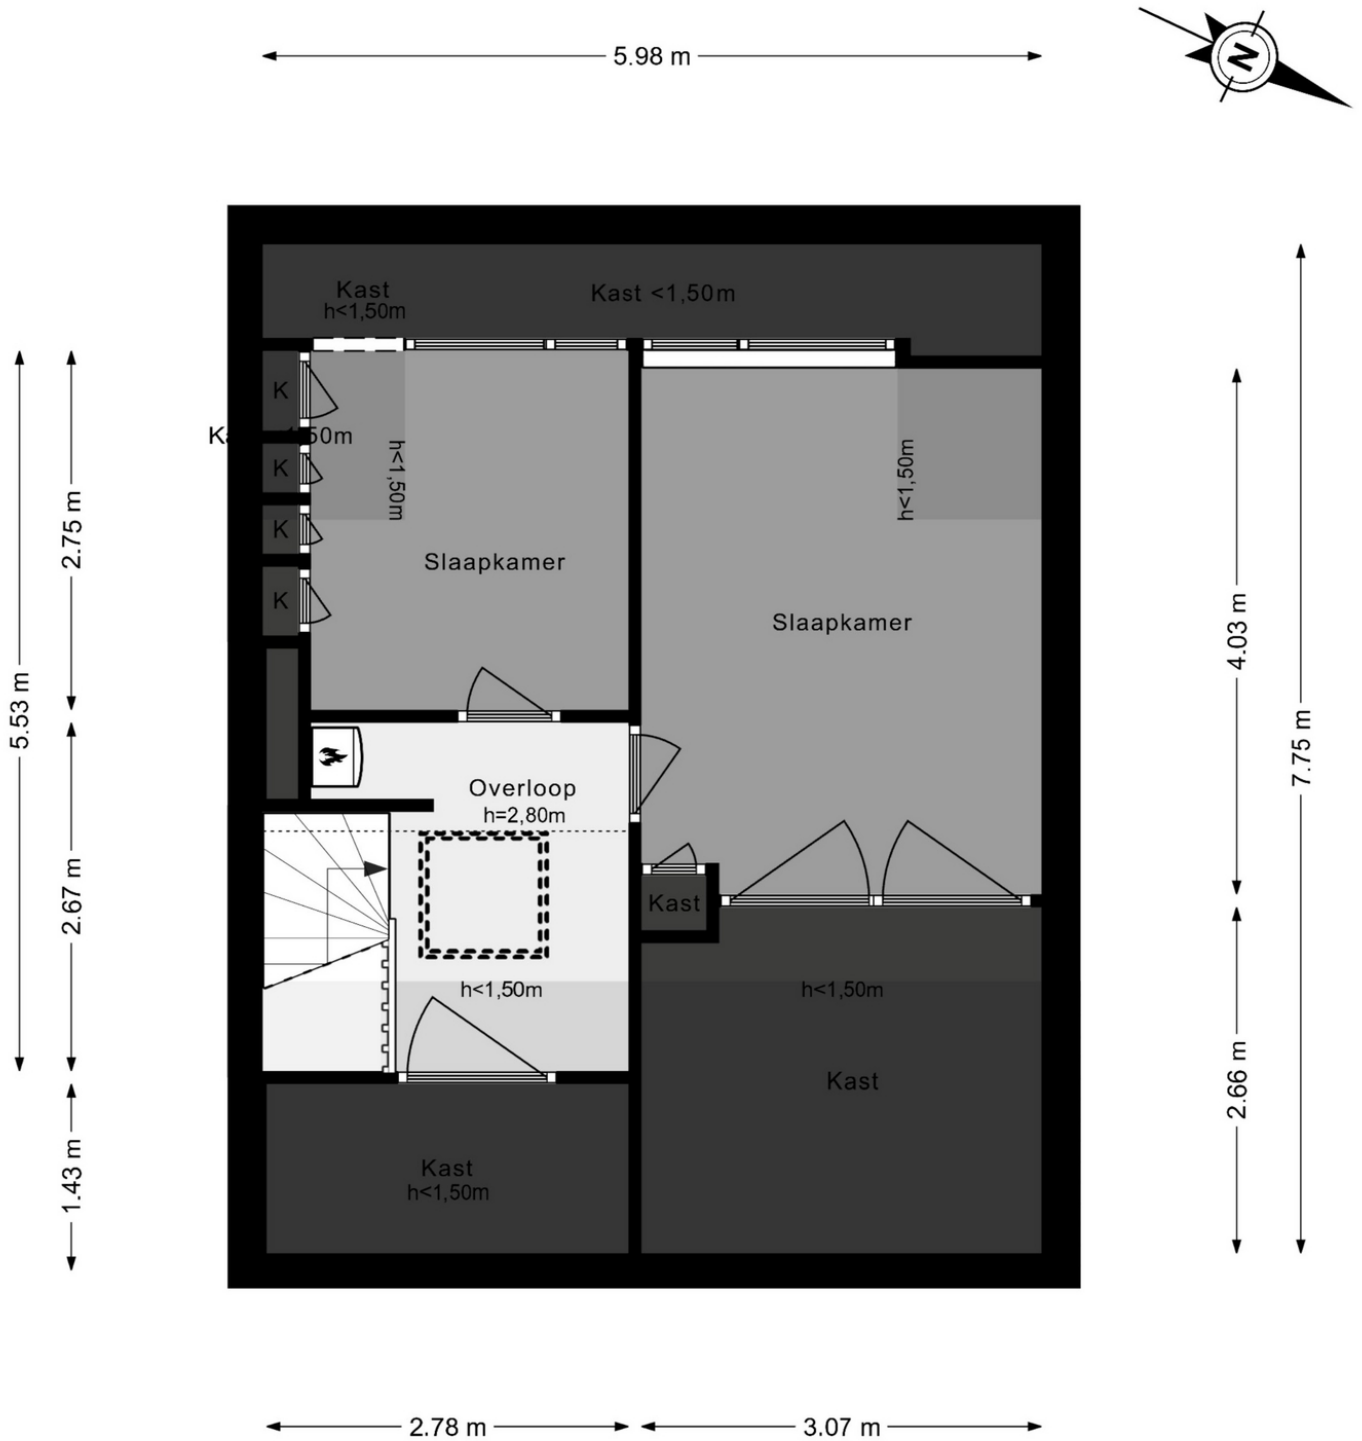 5.98 m
N
Kast
h<1,50m
Kast <1,50m
K
50m
K
K
K
h<1,50m
h<1,50m
Slaapkamer
Slaapkamer
2.75 m
5.53 m
4.03 m
7.75 m
Overloop
h=2,80m
2.67 m
Kast
h<1,50m
h<1,50m
Kast
2.66 m
Kast
h<1,50m
1.43 m
2.78 m
3.07 m